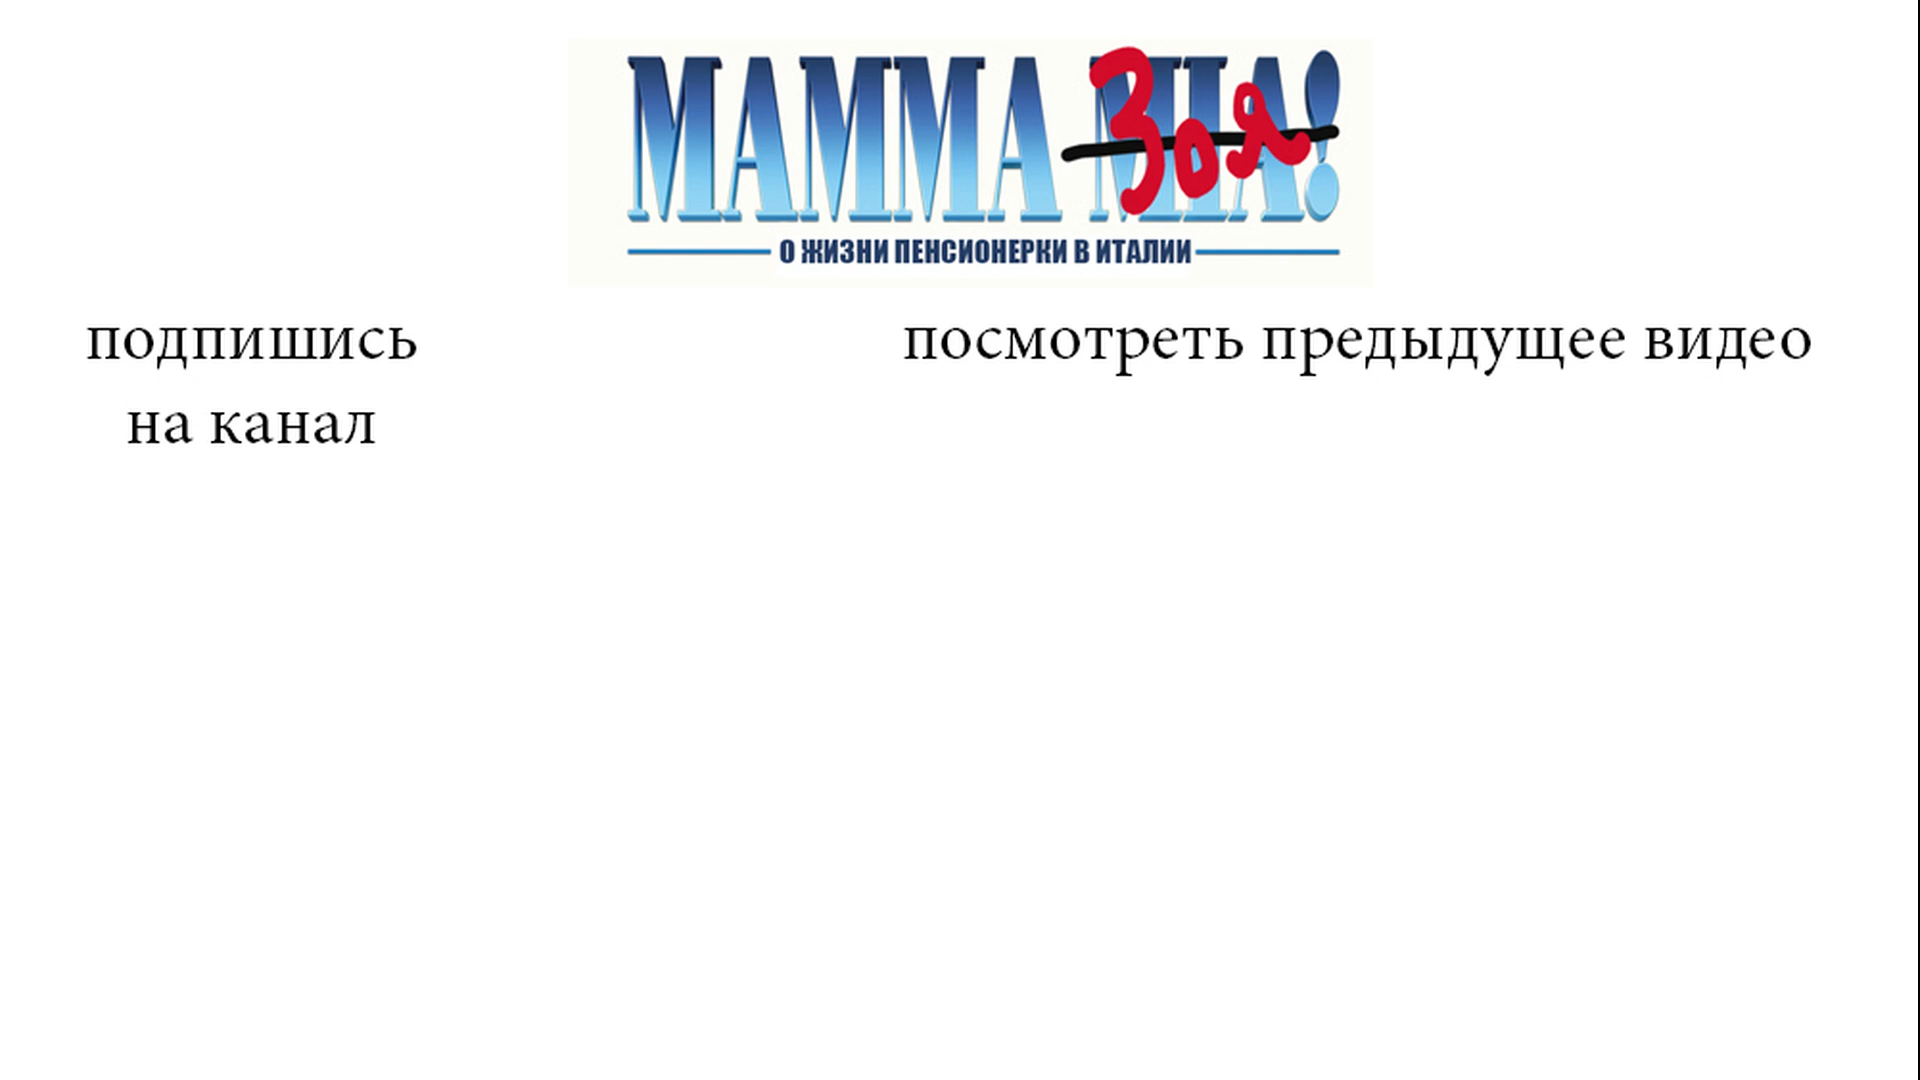 MAMMA MIA!
Зоя
О ЖИЗНИ ПЕНСИОНЕРКИ В ИТАЛИИ
подпишись
на канал
посмотреть предыдущее видео